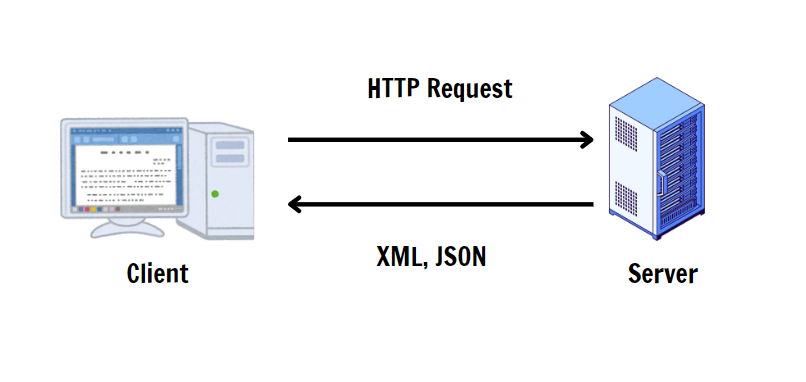 HTTP Request
XML, JSON
Client
Server